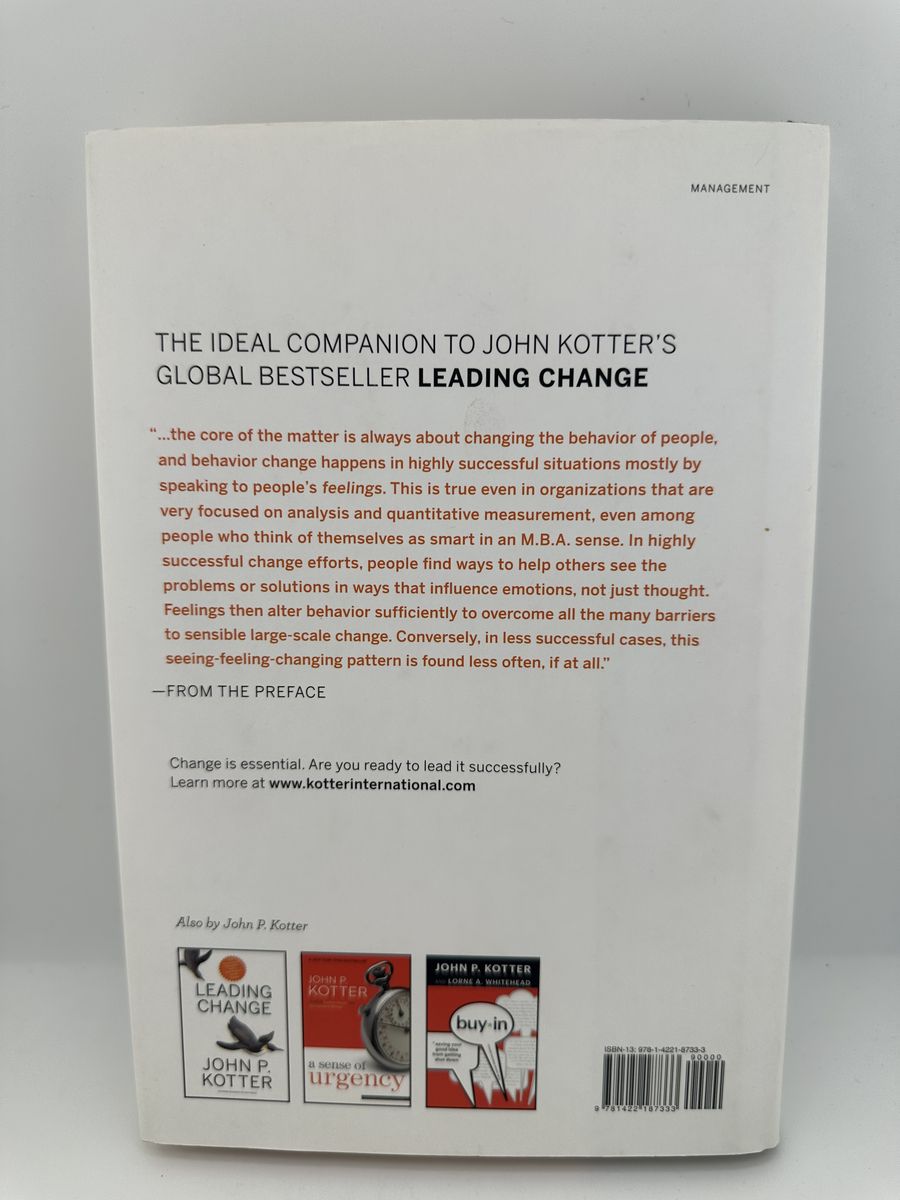 MANAGEMENT
THE IDEAL COMPANION TO JOHN KOTTER'S
GLOBAL BESTSELLER LEADING CHANGE
“...the core of the matter is always about changing the behavior of people,
and behavior change happens in highly successful situations mostly by
speaking to people's feelings. This is true even in organizations that are
very focused on analysis and quantitative measurement, even among
people who think of themselves as smart in an M.B.A. sense. In highly
successful change efforts, people find ways to help others see the
problems or solutions in ways that influence emotions, not just thought.
Feelings then alter behavior sufficiently to overcome all the many barriers
to sensible large-scale change. Conversely, in less successful cases, this
seeing-feeling-changing pattern is found less often, if at all.”
—FROM THE PREFACE
Change is essential. Are you ready to lead it successfully?
Learn more at www.kotterinternational.com
Also by John P. Kotter
LEADING
CHANGE
JOHN P.
KOTTER
JOHN P.
KOTTER
a sense of
urgency
JOHN P. KOTTER
LORNE A. WHITEHEAD
buy-in
saving your
good idea
from getting
shot down
ISBN-13: 978-1-4221-8733-3
90000
9 781422 187333